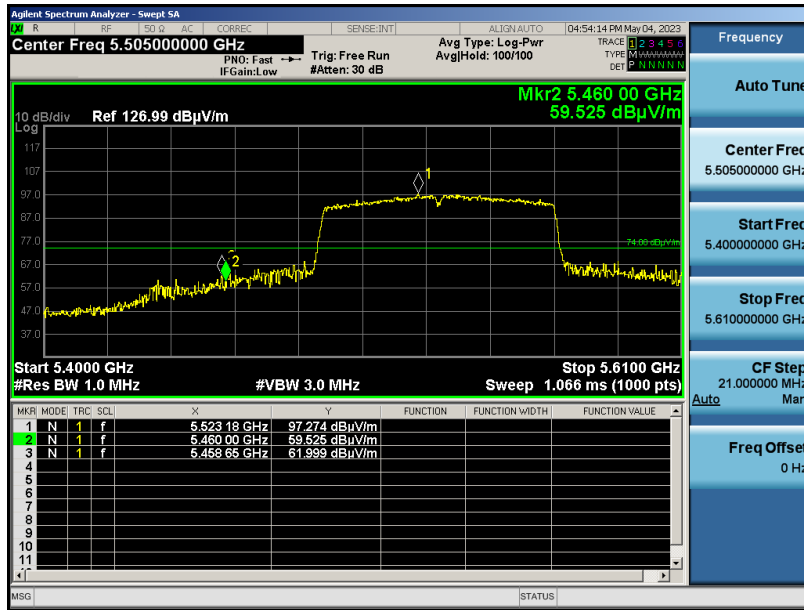 Agilent Spectrum Analyzer - Swept SA
LXI R RF 50 Ω AC CORREC SENSE:INT ALIGN AUTO 04:54:14 PM May 04, 2023
Center Freq 5.505000000 GHz
PNO: Fast
IFGain:Low
Trig: Free Run
#Atten: 30 dB
Avg Type: Log-Pwr
Avg|Hold: 100/100
TRACE 1 2 3 4 5 6
TYPE M WWWWW
DET P N N N N N
Mkr2 5.460 00 GHz
59.525 dBµV/m
10 dB/div Ref 126.99 dBµV/m
Log
117
107
97.0
87.0
77.0
67.0
57.0
47.0
37.0
1
2
74.00 dBµV/m
Start 5.4000 GHz Stop 5.6100 GHz
#Res BW 1.0 MHz #VBW 3.0 MHz Sweep 1.066 ms (1000 pts)
MKR MODE TRC SCL X Y FUNCTION FUNCTION WIDTH FUNCTION VALUE
1 N 1 f 5.523 18 GHz 97.274 dBµV/m
2 N 1 f 5.460 00 GHz 59.525 dBµV/m
3 N 1 f 5.458 65 GHz 61.999 dBµV/m
4
5
6
7
8
9
10
11
MSG STATUS
Frequency
Auto Tune
Center Freq
5.505000000 GHz
Start Freq
5.400000000 GHz
Stop Freq
5.610000000 GHz
CF Step
21.000000 MHz
Auto Man
Freq Offset
0 Hz